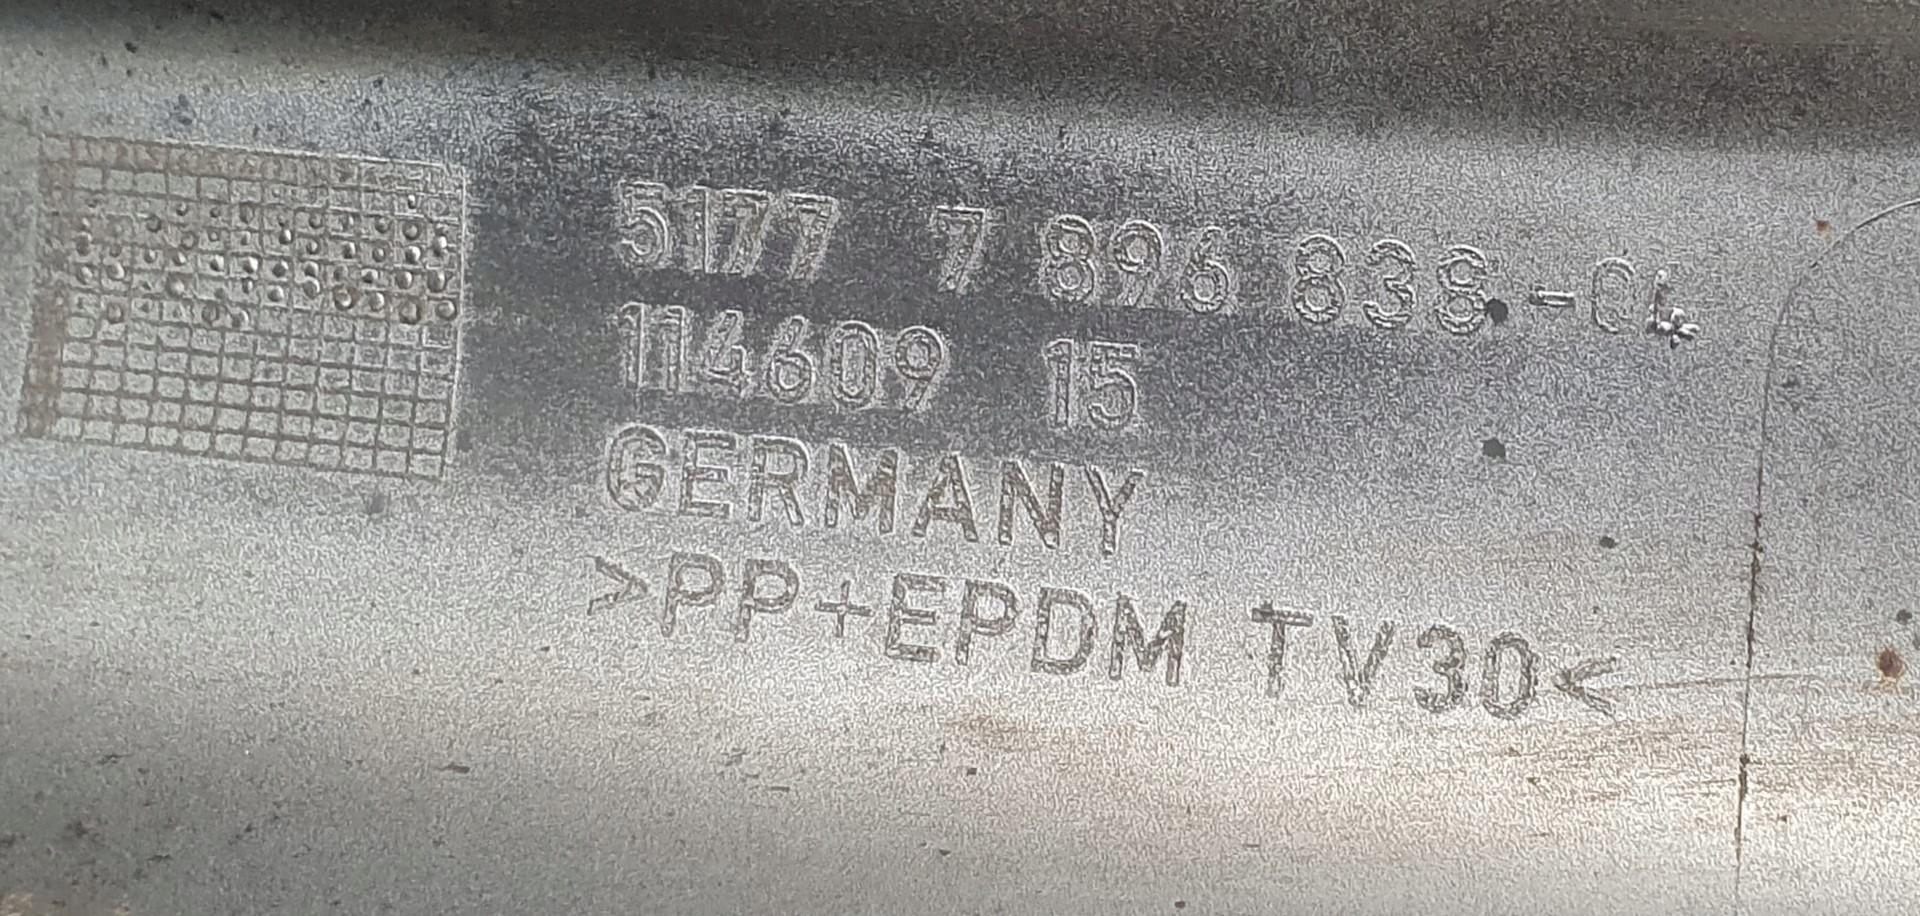 5177 7 896 838-04
114609 15
GERMANY
>PP+EPDM TV30<